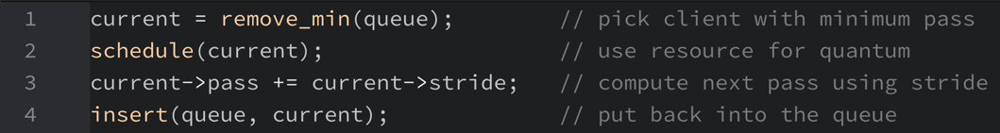 1 current = remove_min(queue); // pick client with minimum pass
2 schedule(current); // use resource for quantum
3 current->pass += current->stride; // compute next pass using stride
4 insert(queue, current); // put back into the queue